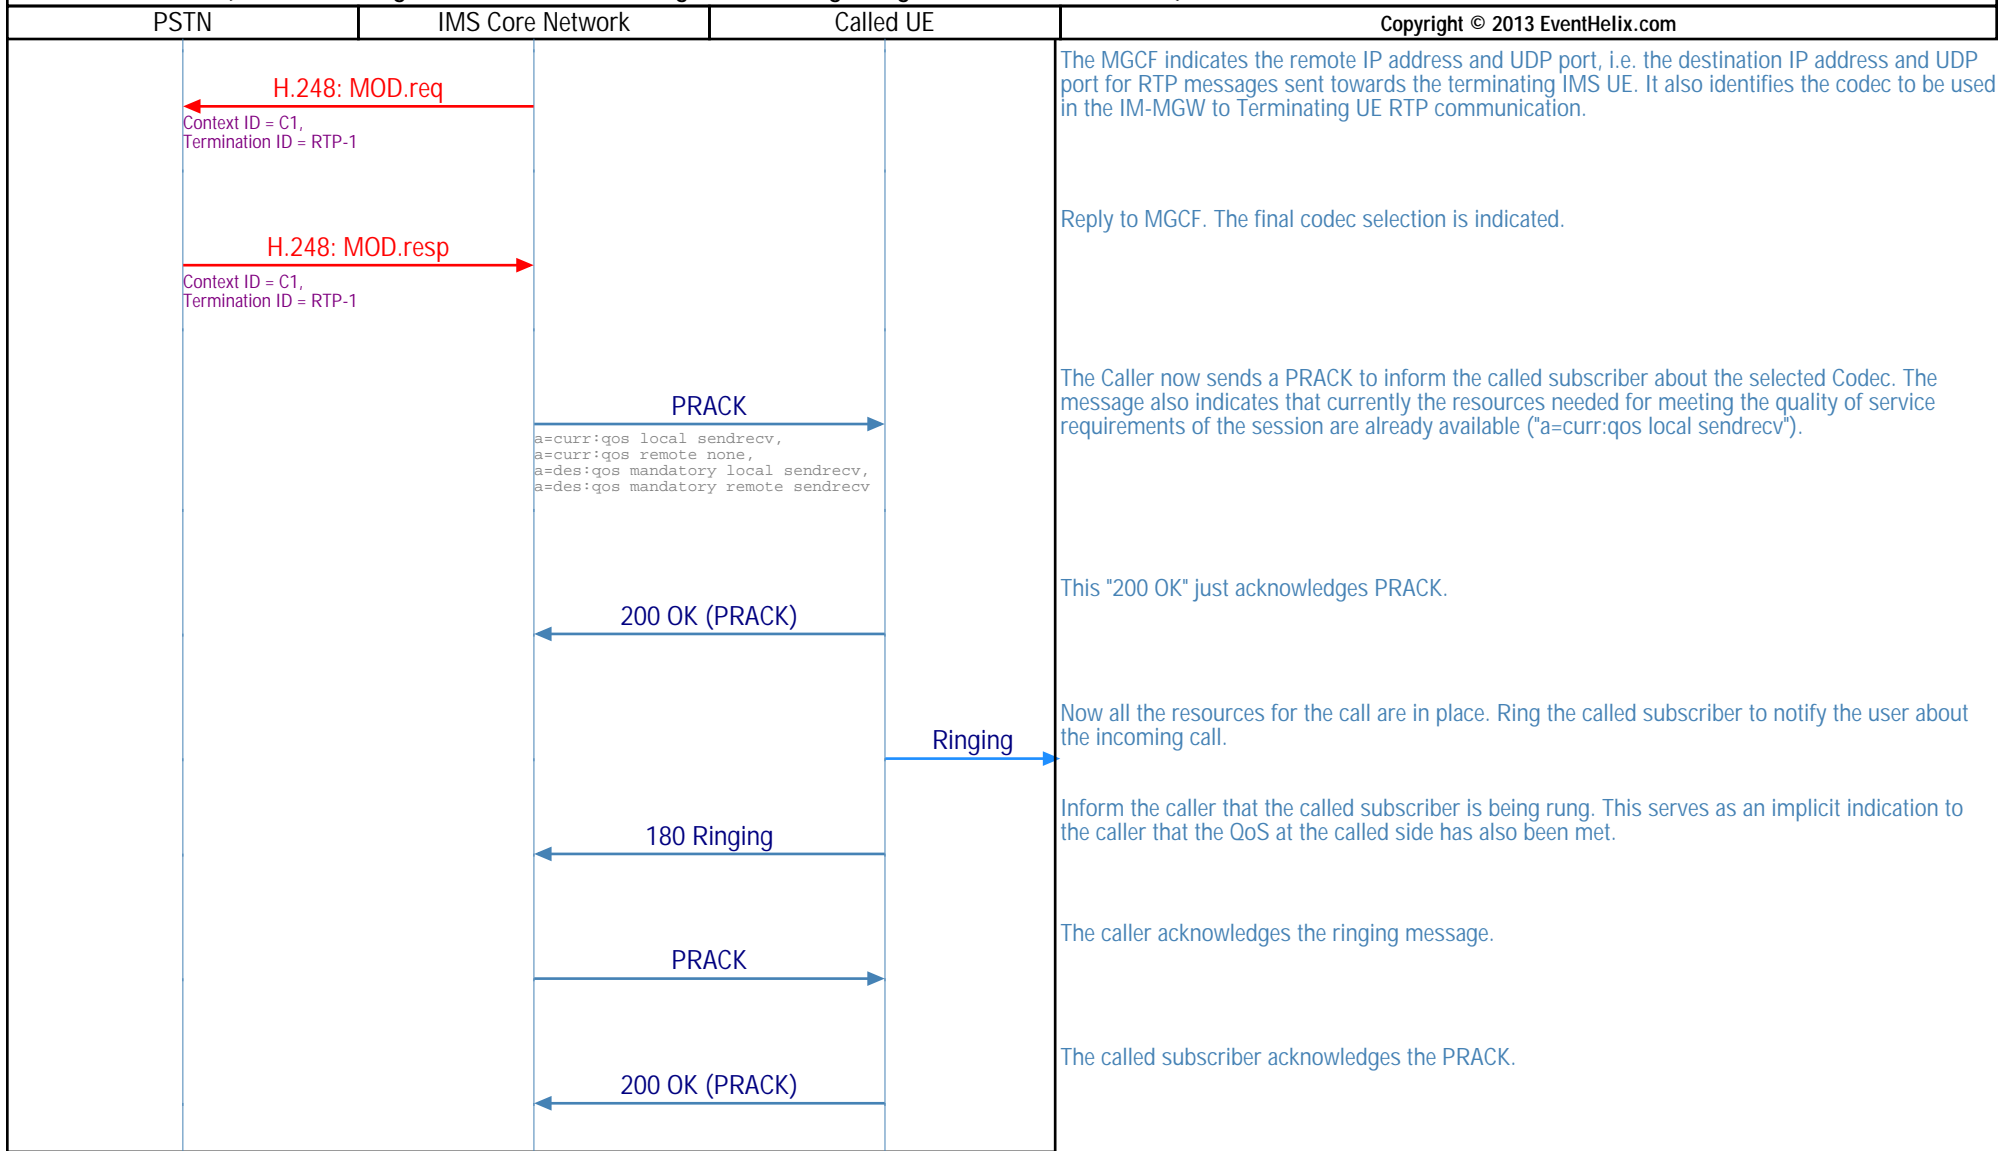 PSTN
IMS Core Network
Called UE
Copyright © 2013 EventHelix.com
The MGCF indicates the remote IP address and UDP port, i.e. the destination IP address and UDP
port for RTP messages sent towards the terminating IMS UE. It also identifies the codec to be used
in the IM-MGW to Terminating UE RTP communication.
H.248: MOD.req
Context ID = C1,
Termination ID = RTP-1
Reply to MGCF. The final codec selection is indicated.
H.248: MOD.resp
Context ID = C1,
Termination ID = RTP-1
The Caller now sends a PRACK to inform the called subscriber about the selected Codec. The
message also indicates that currently the resources needed for meeting the quality of service
requirements of the session are already available ("a=curr:qos local sendrecv").
PRACK
a=curr:qos local sendrecv,
a=curr:qos remote none,
a=des:qos mandatory local sendrecv,
a=des:qos mandatory remote sendrecv
This "200 OK" just acknowledges PRACK.
200 OK (PRACK)
Now all the resources for the call are in place. Ring the called subscriber to notify the user about
the incoming call.
Ringing
Inform the caller that the called subscriber is being rung. This serves as an implicit indication to
the caller that the QoS at the called side has also been met.
180 Ringing
The caller acknowledges the ringing message.
PRACK
The called subscriber acknowledges the PRACK.
200 OK (PRACK)